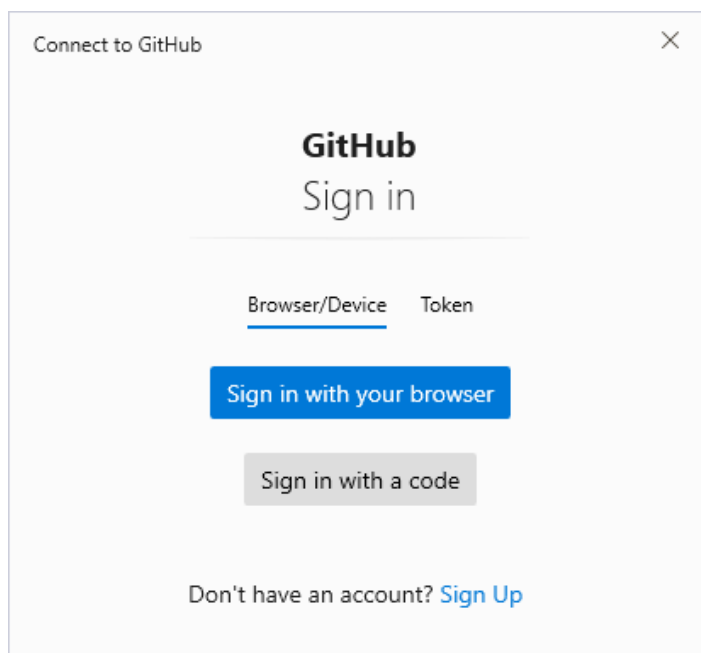 Connect to GitHub
GitHub
Sign in
Browser/Device Token
Sign in with your browser
Sign in with a code
Don't have an account? Sign Up